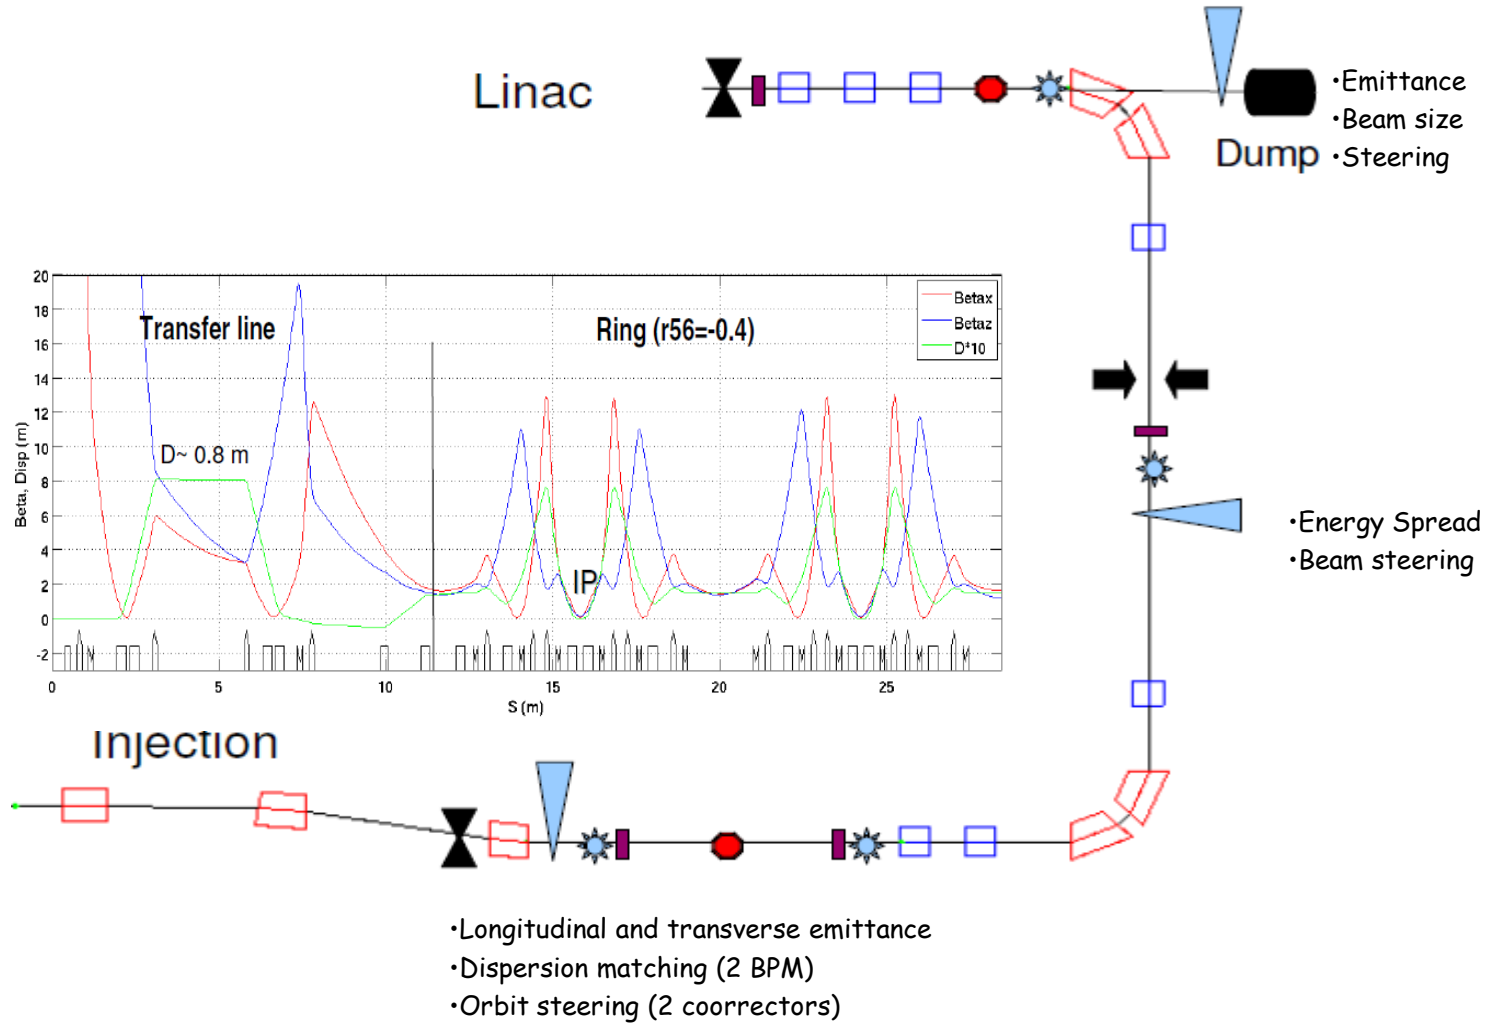 Linac
•Emittance
•Beam size
Dump •Steering
20
18
16
14
12
10
8
6
4
2
0
-2
Beta, Disp (m)
Transfer line
Ring (r56=-0.4)
Betax
Betaz
D*10
D~ 0.8 m
IP
0 5 10 15 20 25
S (m)
•Energy Spread
•Beam steering
Injection
•Longitudinal and transverse emittance
•Dispersion matching (2 BPM)
•Orbit steering (2 coorrectors)